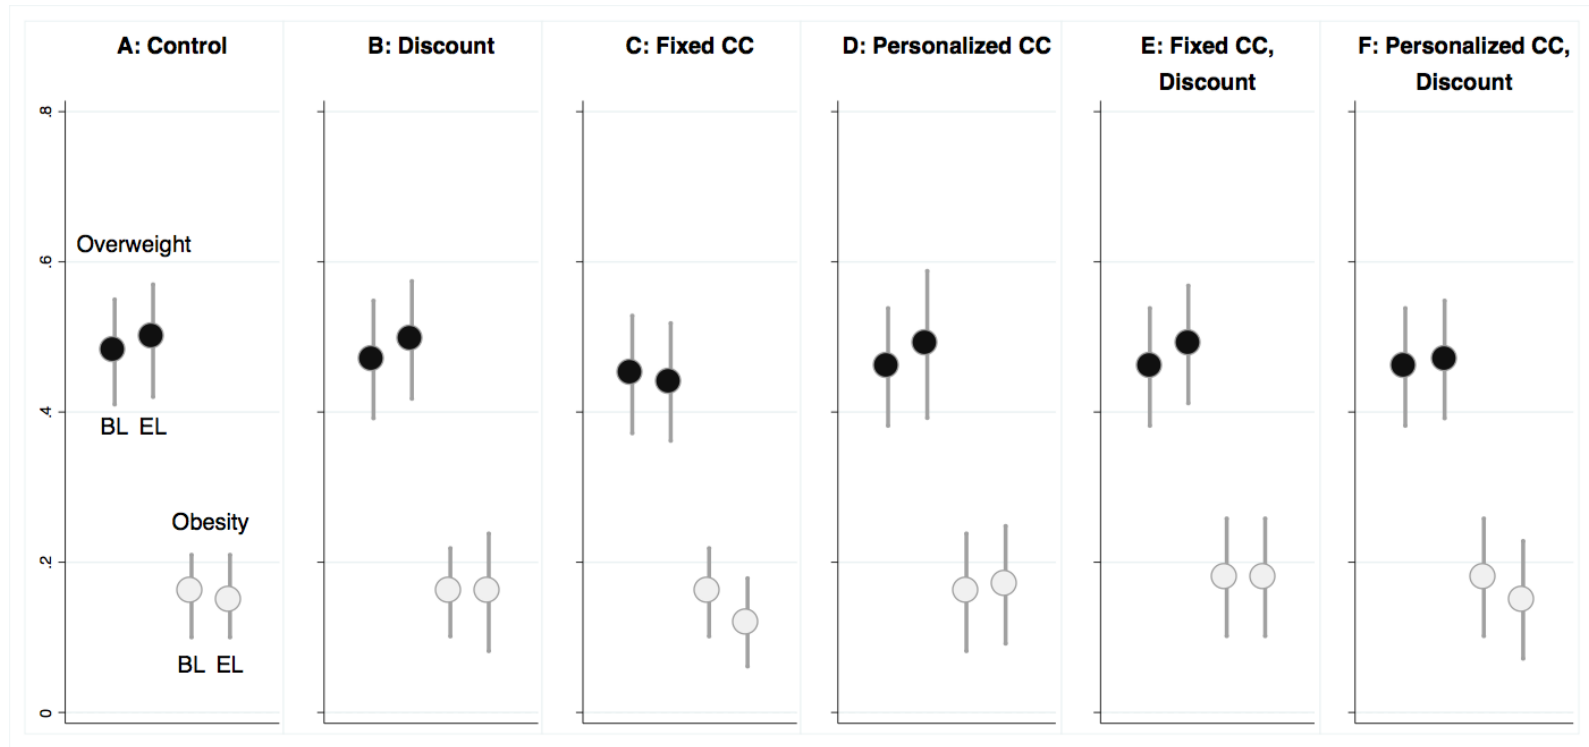 A: Control
B: Discount
C: Fixed CC
D: Personalized CC
E: Fixed CC,
Discount
F: Personalized CC,
Discount
.8
.6
.4
.2
0
Overweight
BL EL
Obesity
BL EL